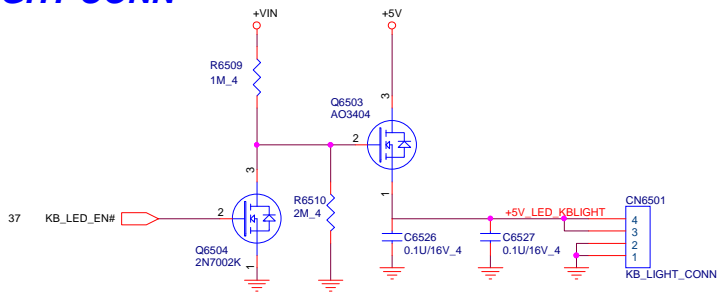 +VIN
+5V
R6509
1M_4
Q6503
AO3404
3
2
3
1
R6510
2M_4
37 KB_LED_EN#
2
Q6504
2N7002K
1
+5V_LED_KBLIGHT
CN6501
4
3
2
1
KB_LIGHT_CONN
C6526
0.1U/16V_4
C6527
0.1U/16V_4